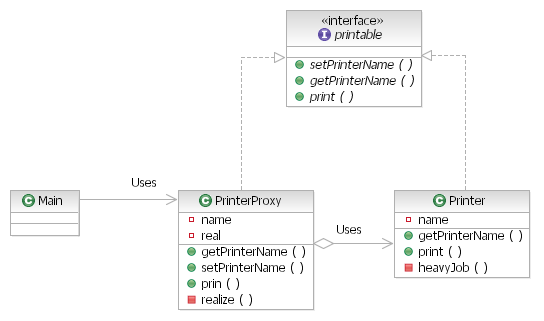 «interface»
I printable
setPrinterName ( )
getPrinterName ( )
print ( )
Uses
C Main
C PrinterProxy
name
real
getPrinterName ( )
setPrinterName ( )
prin ( )
realize ( )
Uses
C Printer
name
getPrinterName ( )
print ( )
heavyJob ( )